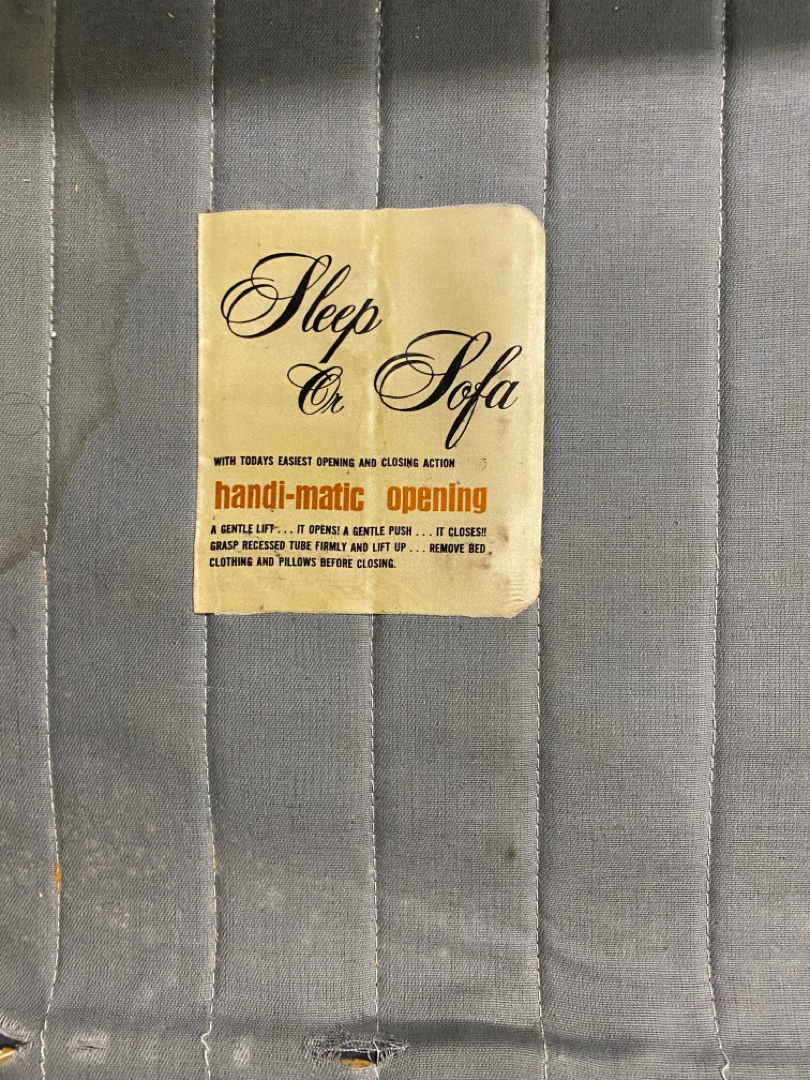 Sleep
Or Sofa
WITH TODAYS EASIEST OPENING AND CLOSING ACTION
handi-matic opening
A GENTLE LIFT . . . IT OPENS! A GENTLE PUSH . . . IT CLOSES!!
GRASP RECESSED TUBE FIRMLY AND LIFT UP . . . REMOVE BED
CLOTHING AND PILLOWS BEFORE CLOSING.